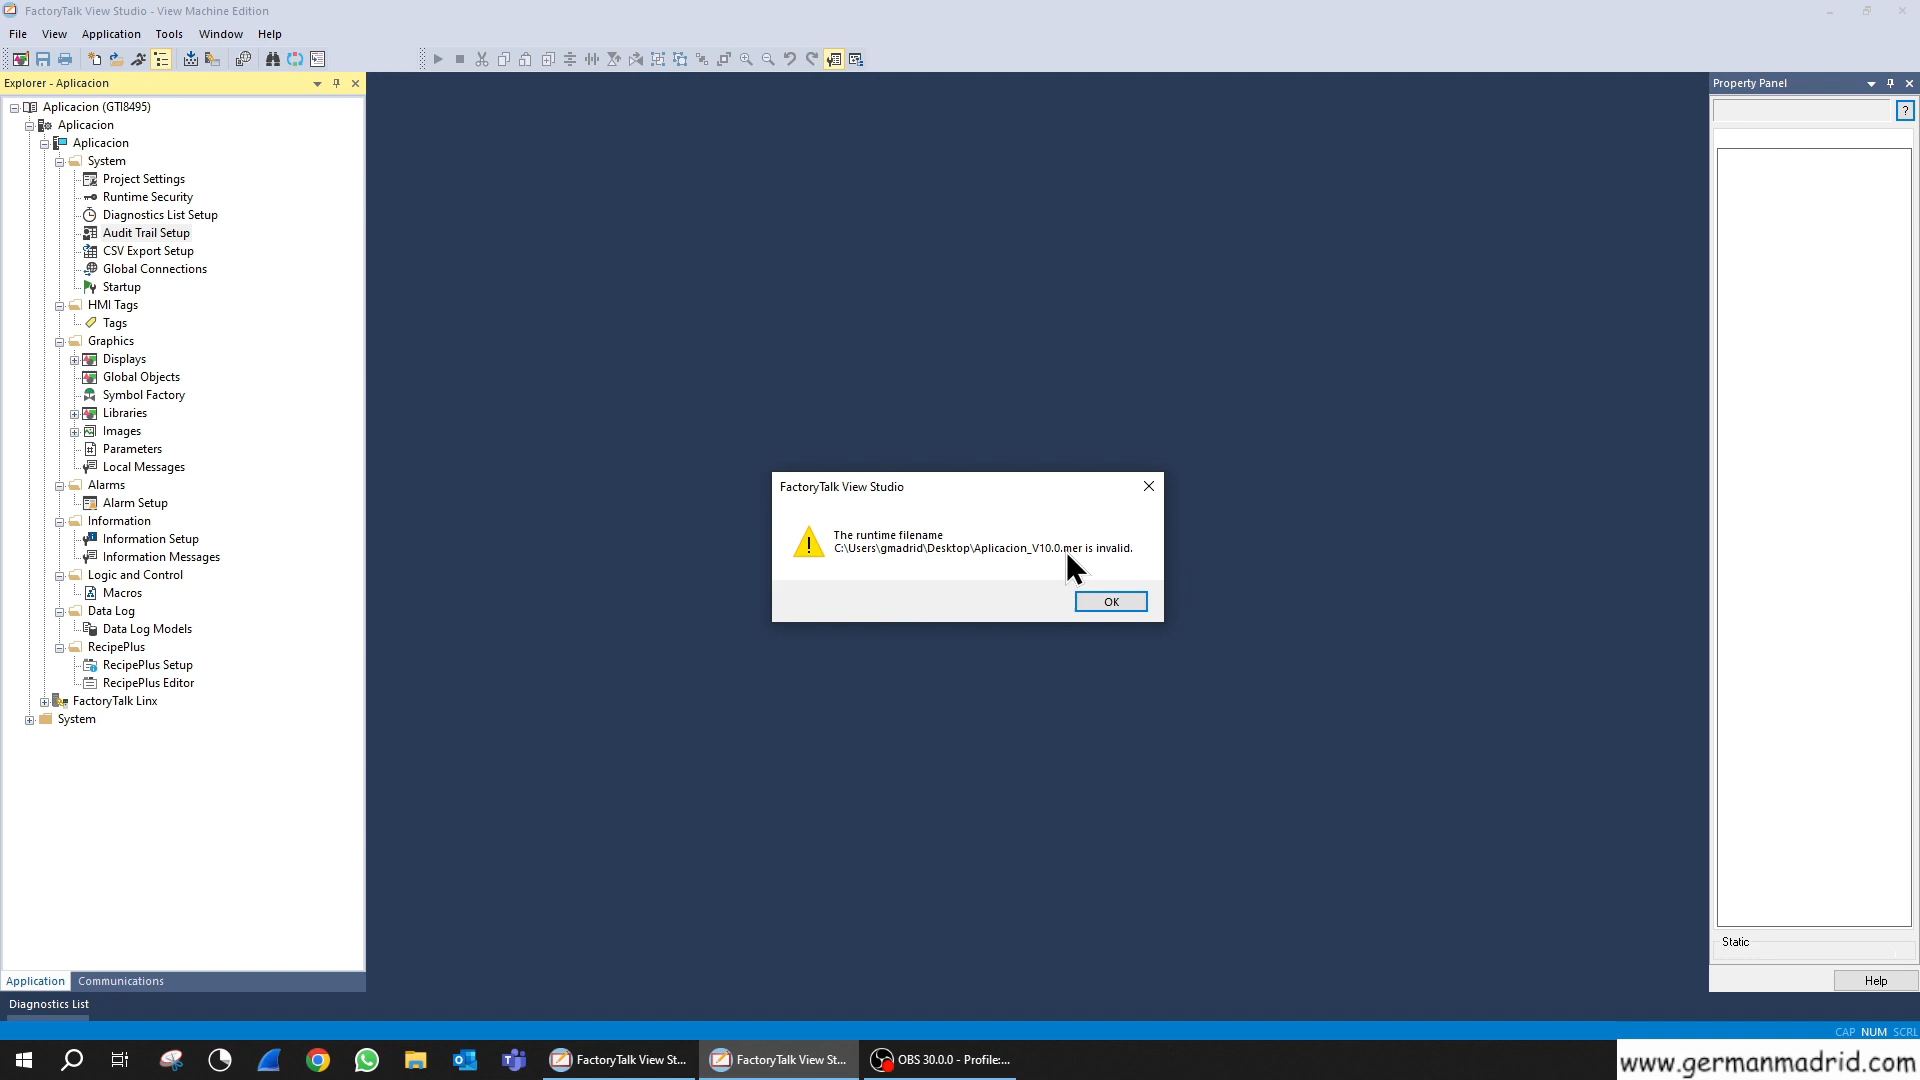 FactoryTalk View Studio - View Machine Edition
File View Application Tools Window Help
Explorer - Aplicacion
Property Panel
Aplicacion (GTI8495)
?
Aplicacion
Aplicacion
System
Project Settings
Runtime Security
Diagnostics List Setup
Audit Trail Setup
CSV Export Setup
Global Connections
Startup
HMI Tags
Tags
Graphics
Displays
Global Objects
Symbol Factory
Libraries
Images
Parameters
Local Messages
Alarms
Alarm Setup
Information
Information Setup
Information Messages
Logic and Control
Macros
Data Log
Data Log Models
RecipePlus
RecipePlus Setup
RecipePlus Editor
FactoryTalk Linx
System
FactoryTalk View Studio
The runtime filename
C:\Users\gmadrid\Desktop\Aplicacion_V10.0.mer is invalid.
OK
Static
Help
Application Communications
Diagnostics List
CAP NUM SCRL
FactoryTalk View St...
FactoryTalk View St...
OBS 30.0.0 - Profile:...
www.germanmadrid.com